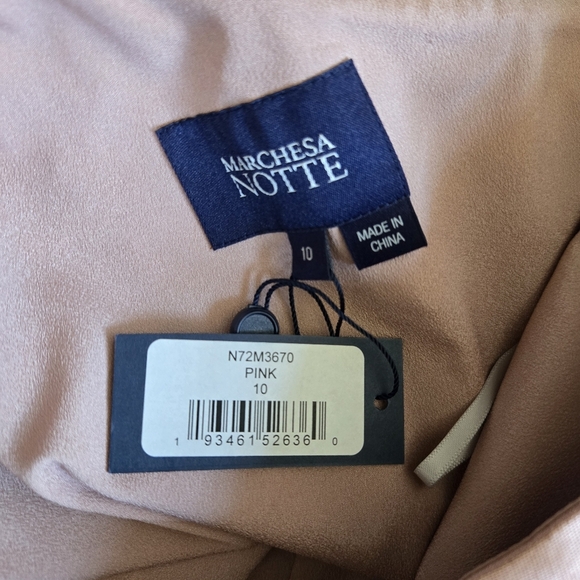 MARCHESA
NOTTE
10
MADE IN
CHINA
N72M3670
PINK
10
1 93461 52636 0